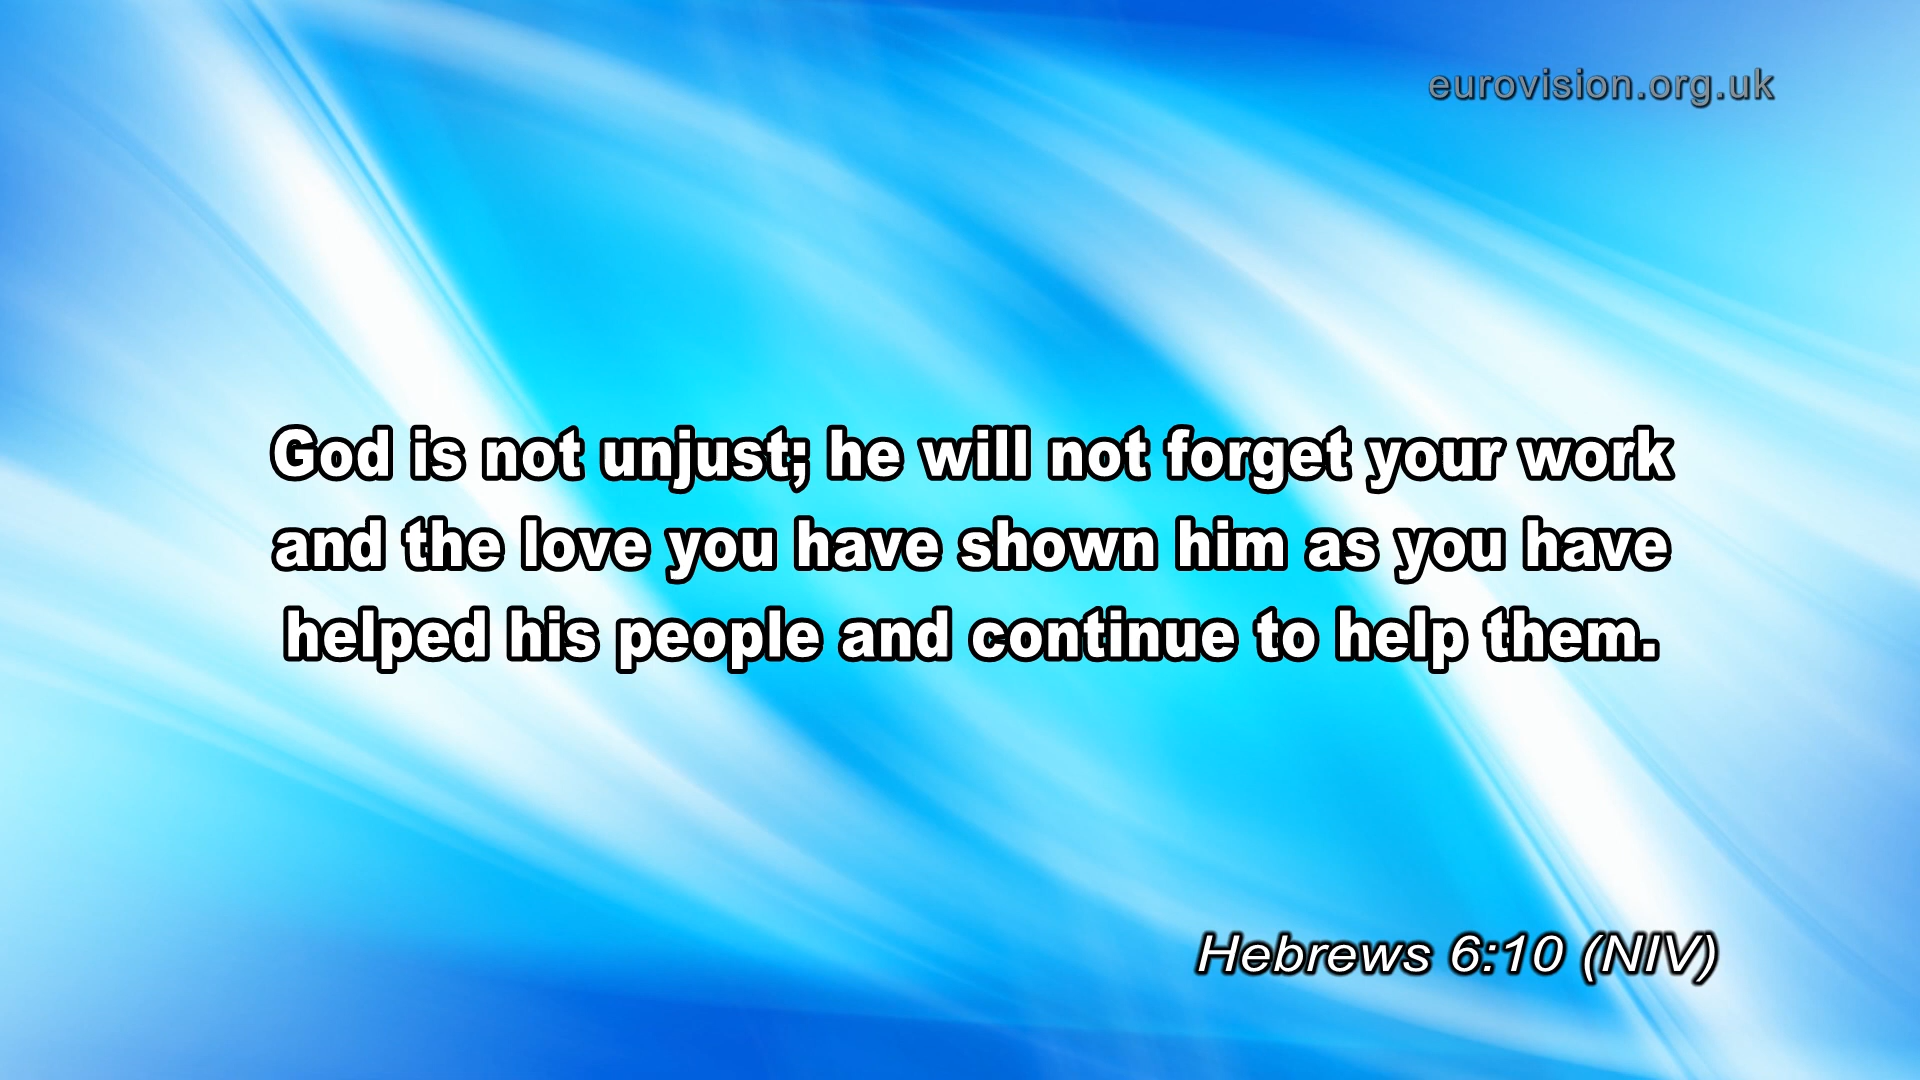 eurovision.org.uk
God is not unjust; he will not forget your work
and the love you have shown him as you have
helped his people and continue to help them.
Hebrews 6:10 (NIV)